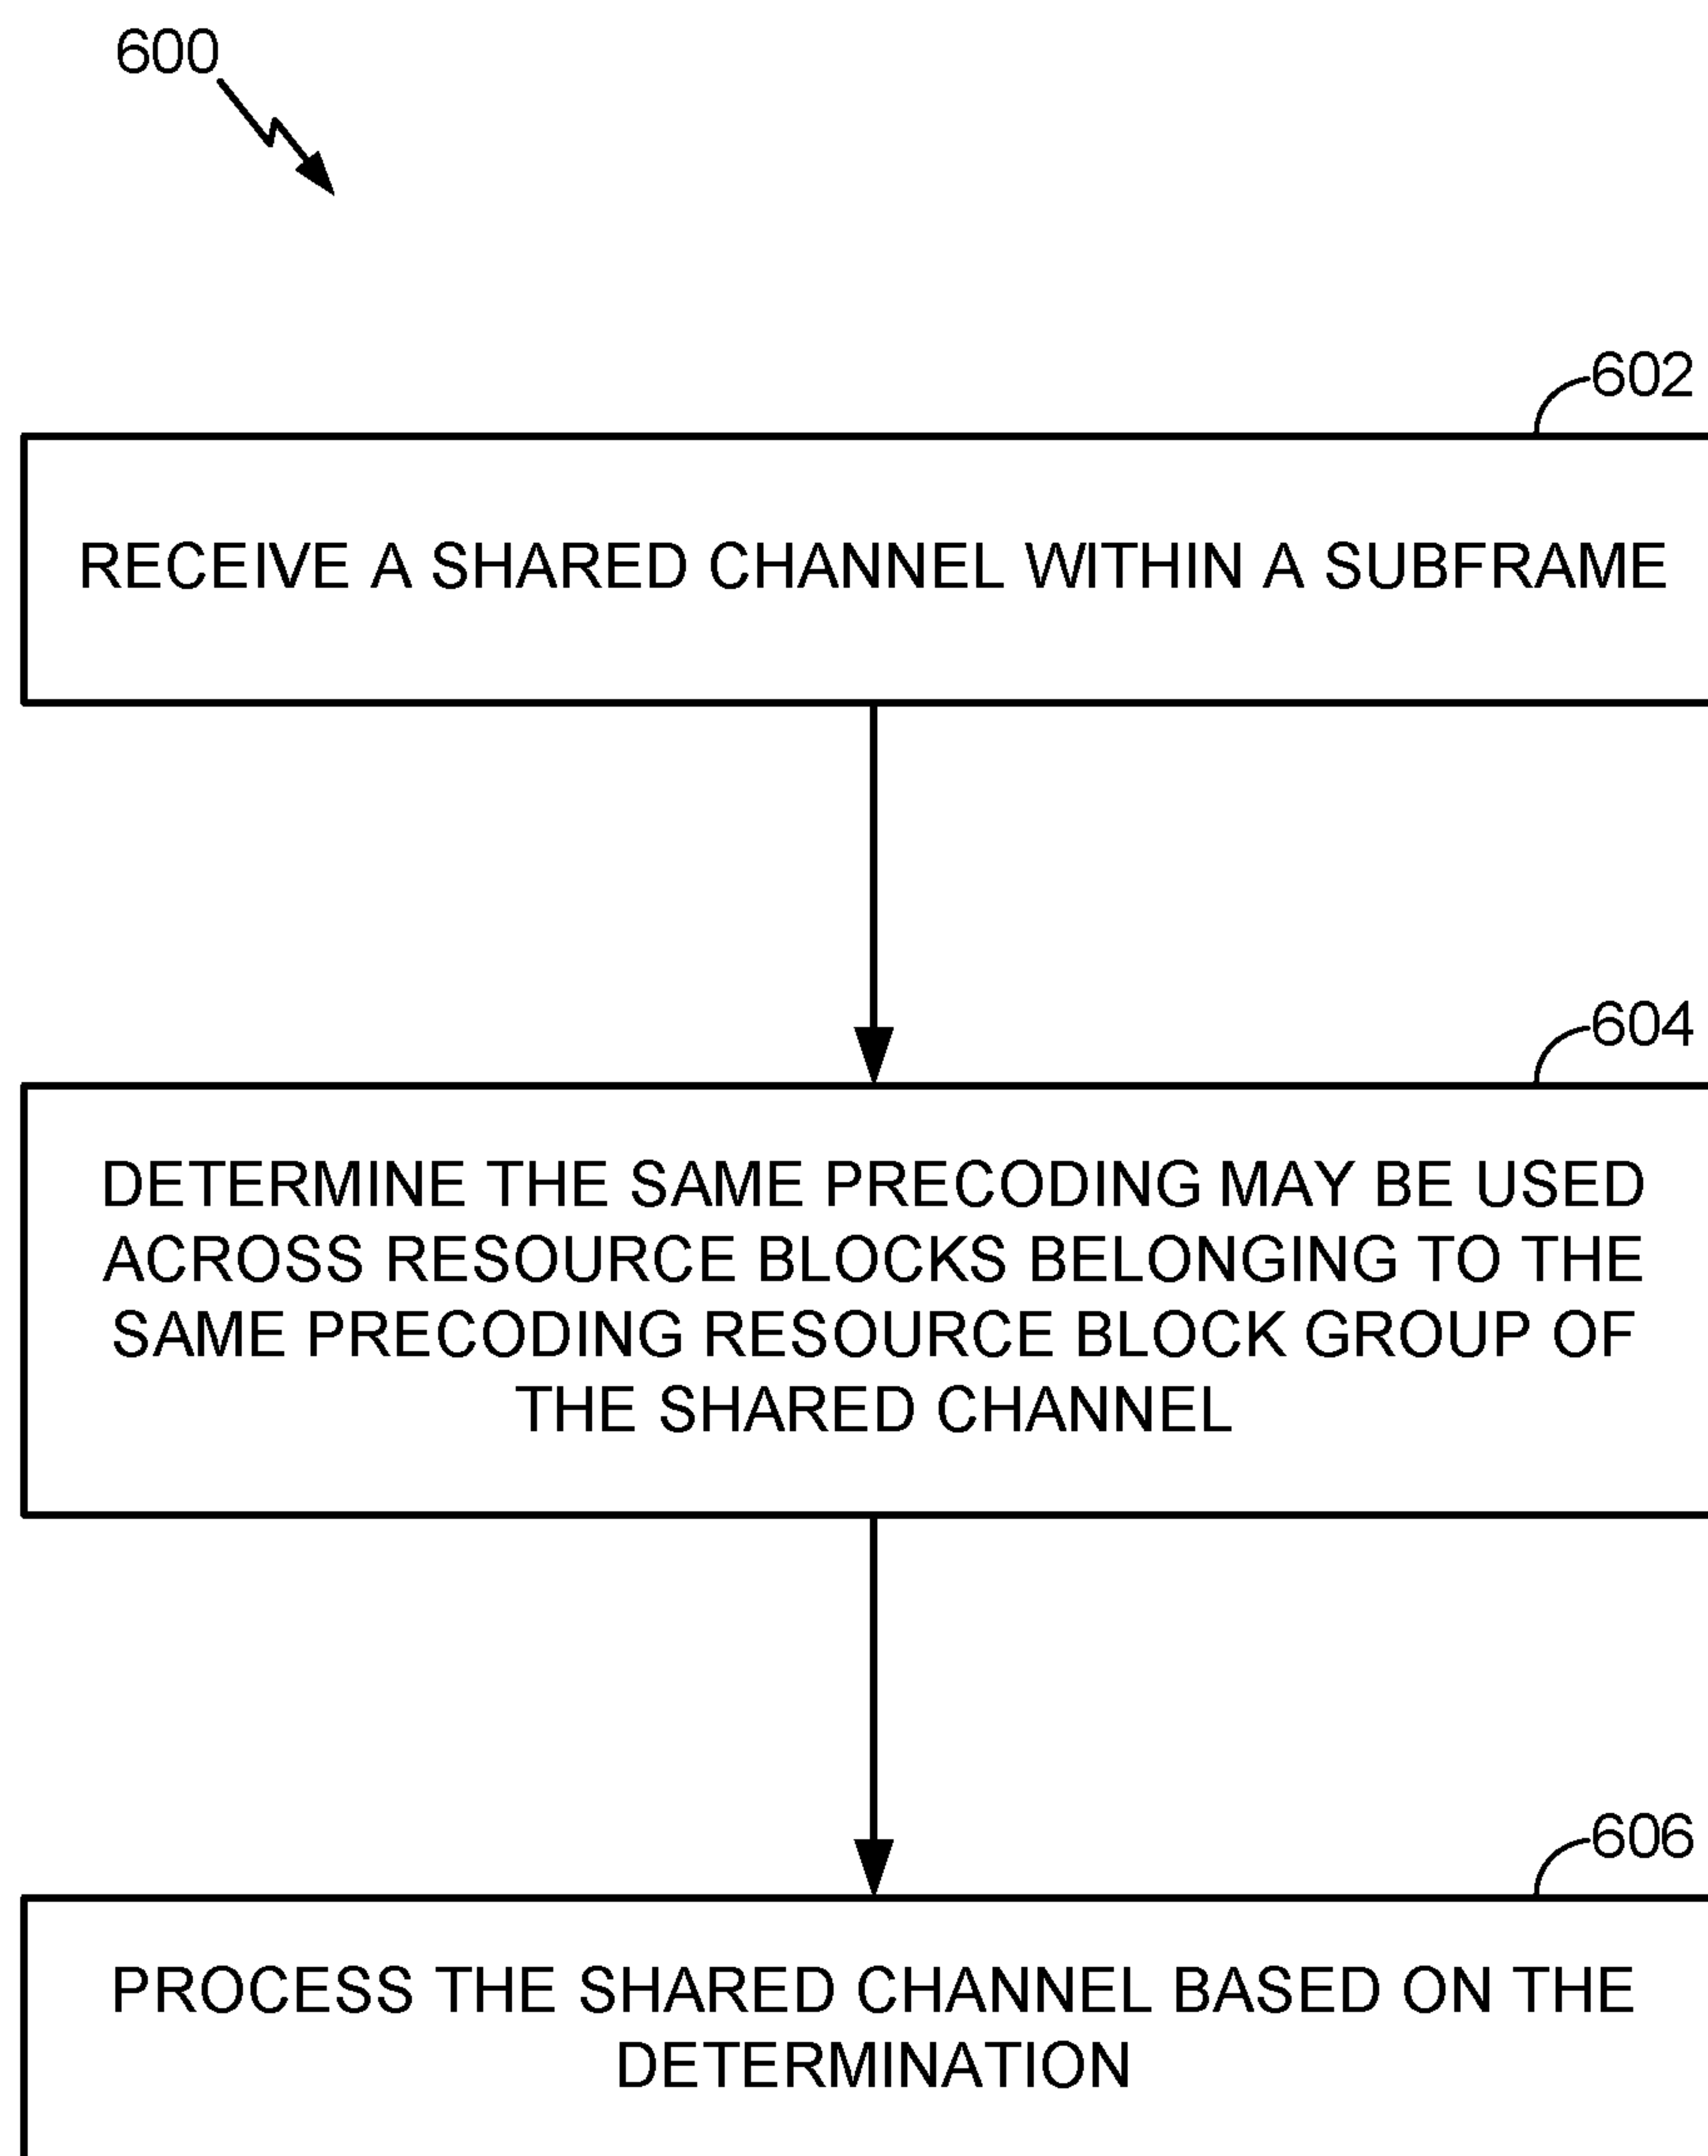 600
602
RECEIVE A SHARED CHANNEL WITHIN A SUBFRAME
604
DETERMINE THE SAME PRECODING MAY BE USED
ACROSS RESOURCE BLOCKS BELONGING TO THE
SAME PRECODING RESOURCE BLOCK GROUP OF
THE SHARED CHANNEL
606
PROCESS THE SHARED CHANNEL BASED ON THE
DETERMINATION